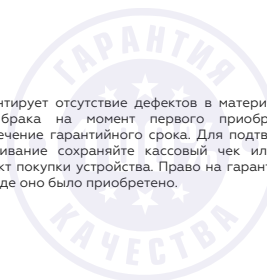 ГАРАНТИЯ
нтирует отсутствие дефектов в матери
брака на момент первого приобр
ечение гарантийного срока. Для подтв
ивание сохраняйте кассовый чек ил
кт покупки устройства. Право на гаран
де оно было приобретено.
КАЧЕСТВА